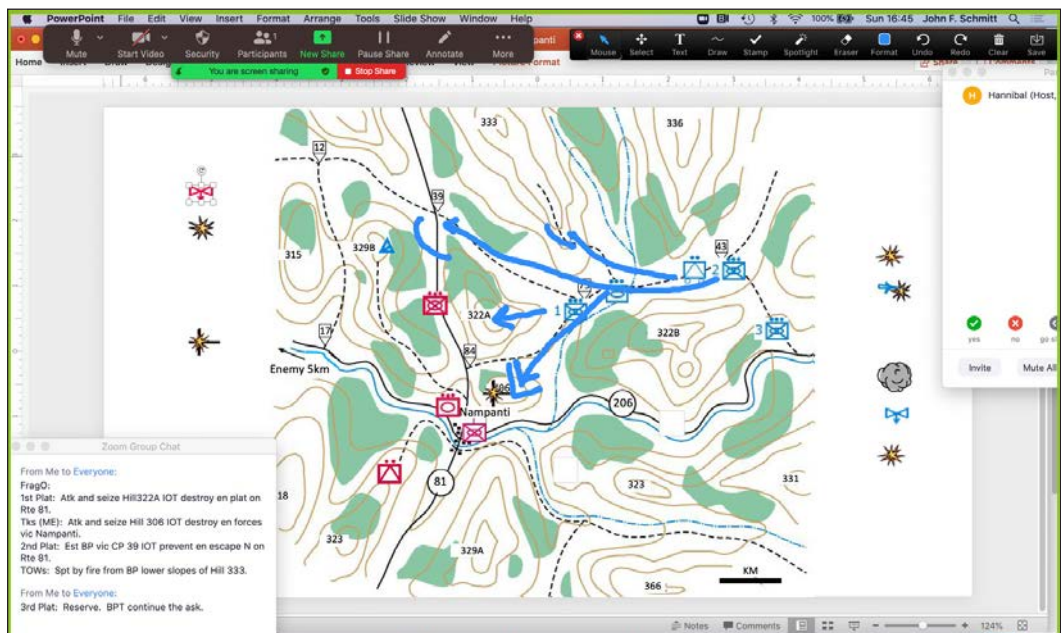 PowerPoint File Edit View Insert Format Arrange Tools Slide Show Window Help
100% Sun 16:45 John F. Schmitt
Mute Start Video Security Participants New Share Pause Share Annotate More
1
Mouse Select Text Draw Stamp Spotlight Eraser Format Undo Redo Clear Save
Home
You are screen sharing Stop Share
H Hannibal (Host,
333
336
12
39
43
315
329B
2
1
322A
322B
3
17
84
Enemy 5km
206
Nampanti
81
323
331
18
323
329A
366
KM
yes no
Invite Mute All
Zoom Group Chat
From Me to Everyone:
FragO:
1st Plat: Atk and seize Hill322A IOT destroy en plat on
Rte 81.
Tks (ME): Atk and seize Hill 306 IOT destroy en forces
vic Nampanti.
2nd Plat: Est BP vic CP 39 IOT prevent en escape N on
Rte 81.
TOWs: Spt by fire from BP lower slopes of Hill 333.
From Me to Everyone:
3rd Plat: Reserve. BPT continue the ask.
Notes Comments 124%